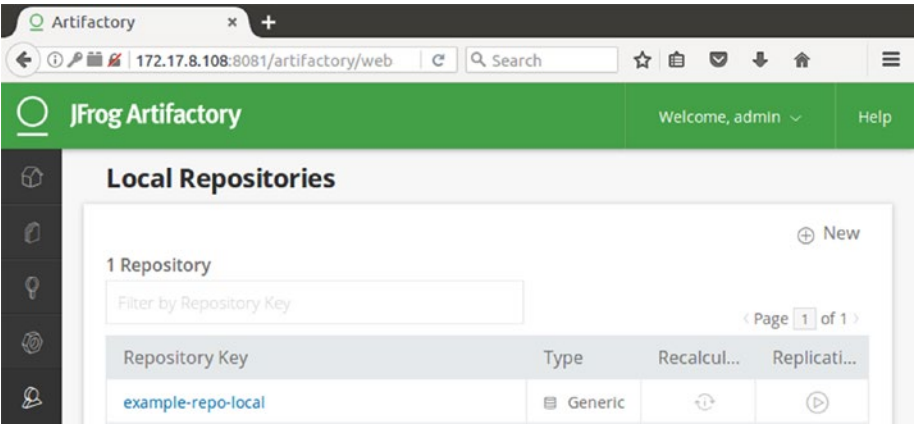 Artifactory
172.17.8.108:8081/artifactory/web Search
JFrog Artifactory Welcome, admin Help
Local Repositories
New
1 Repository
Filter by Repository Key
Page 1 of 1
Repository Key Type Recalcul... Replicati...
example-repo-local Generic